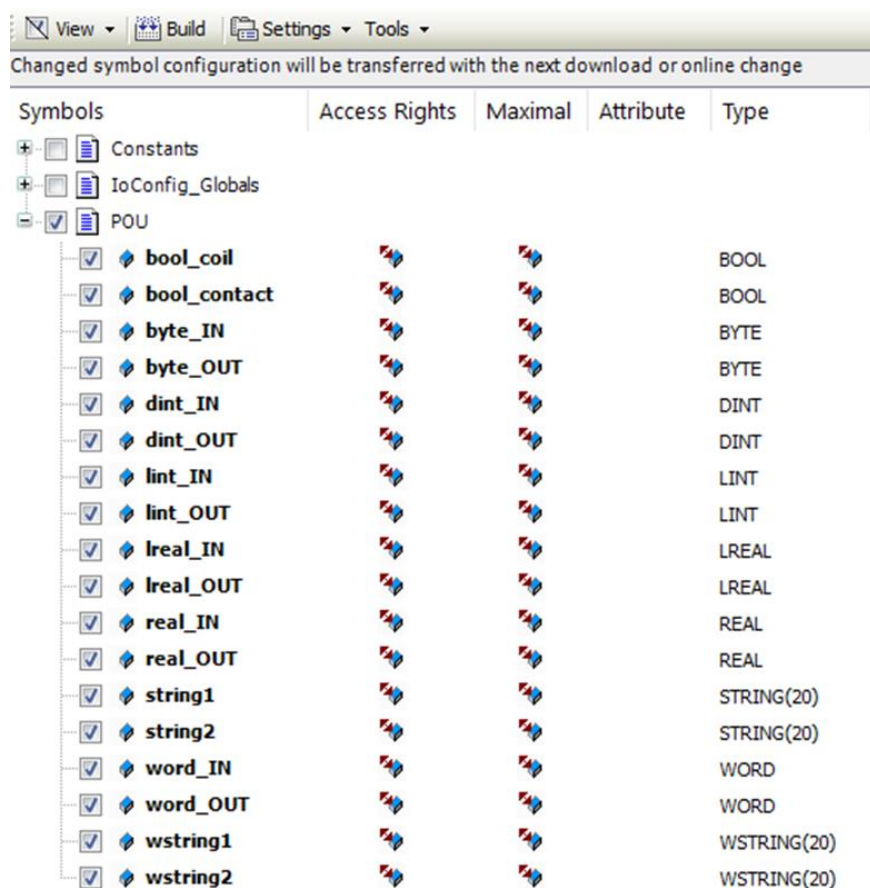 View Build Settings Tools
Changed symbol configuration will be transferred with the next download or online change
Symbols Access Rights Maximal Attribute Type
Constants
IoConfig_Globals
POU
bool_coil BOOL
bool_contact BOOL
byte_IN BYTE
byte_OUT BYTE
dint_IN DINT
dint_OUT DINT
lint_IN LINT
lint_OUT LINT
lreal_IN LREAL
lreal_OUT LREAL
real_IN REAL
real_OUT REAL
string1 STRING(20)
string2 STRING(20)
word_IN WORD
word_OUT WORD
wstring1 WSTRING(20)
wstring2 WSTRING(20)